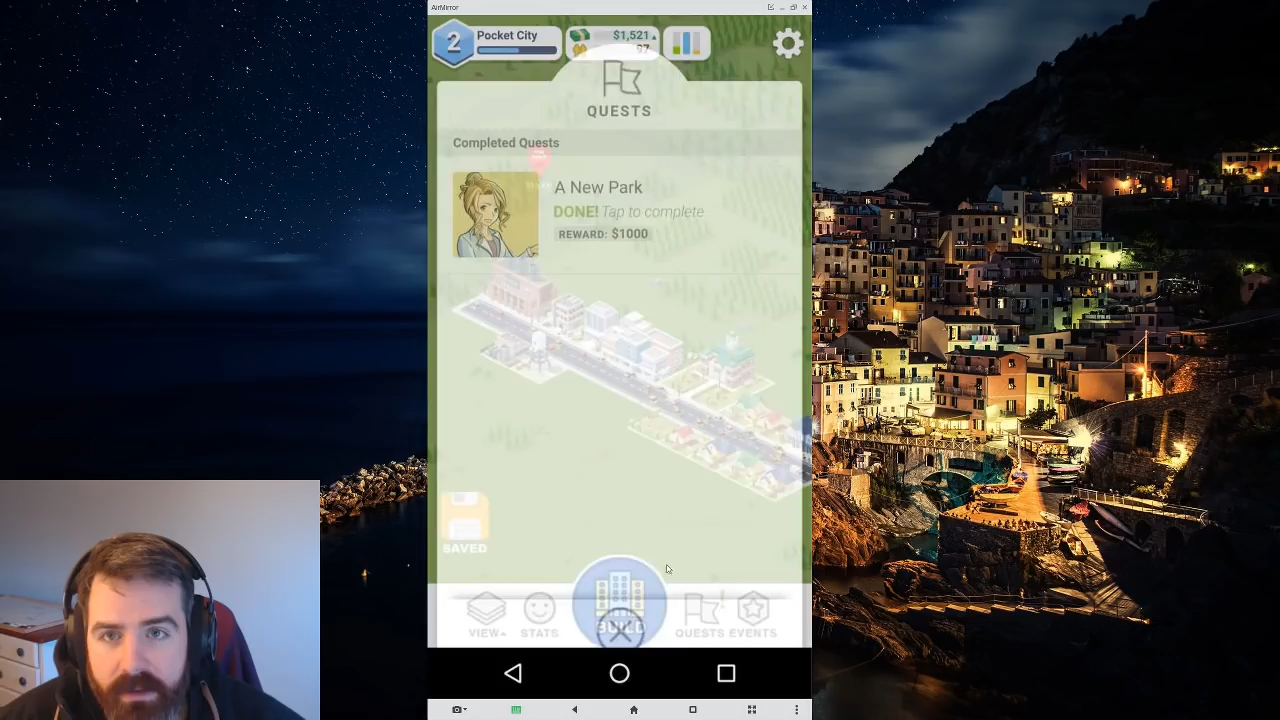 AirMirror
2
Pocket City
$1,521
97
QUESTS
Completed Quests
A New Park
DONE! Tap to complete
REWARD: $1000
SAVED
VIEW
STATS
BUILD
QUESTS
EVENTS